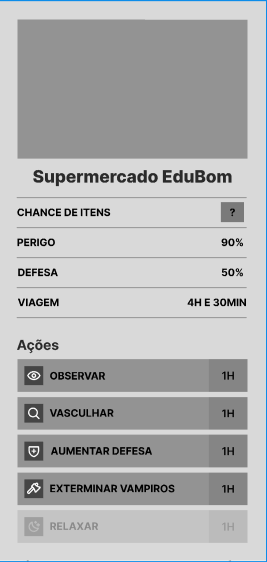 Supermercado EduBom
CHANCE DE ITENS ?
PERIGO 90%
DEFESA 50%
VIAGEM 4H E 30MIN
Ações
OBSERVAR 1H
VASCULHAR 1H
AUMENTAR DEFESA 1H
EXTERMINAR VAMPIROS 1H
RELAXAR 1H